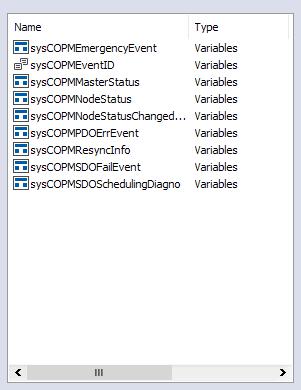 Name Type
sysCOPMEmergencyEvent Variables
sysCOPMEventID Variables
sysCOPMMasterStatus Variables
sysCOPMNodeStatus Variables
sysCOPMNodeStatusChanged... Variables
sysCOPMPDOErrEvent Variables
sysCOPMResyncInfo Variables
sysCOPMSDOFailEvent Variables
sysCOPMSDOSchedulingDiagno Variables